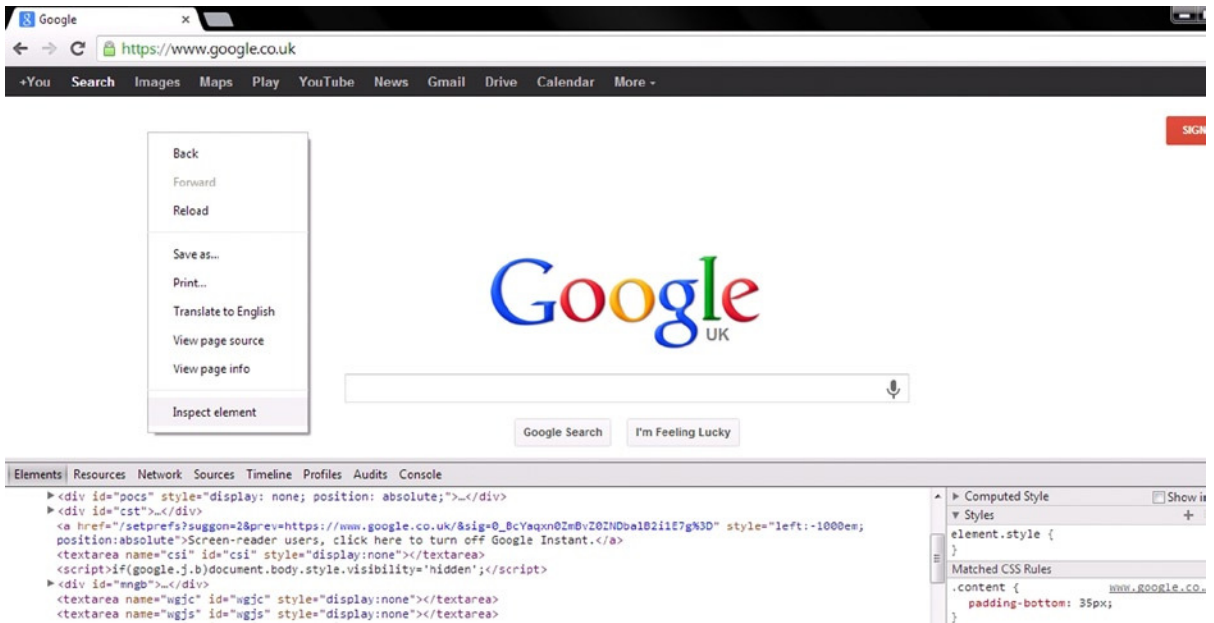 Google
https://www.google.co.uk
+You Search Images Maps Play YouTube News Gmail Drive Calendar More
SIGN
Back
Forward
Reload
Save as...
Print...
Translate to English
View page source
View page info
Inspect element
Google
UK
Google Search I'm Feeling Lucky
Elements Resources Network Sources Timeline Profiles Audits Console
<div id="pocs" style="display: none; position: absolute;">…</div>
<div id="cst">…</div>
<a href="/setprefs?suggon=2&prev=https://www.google.co.uk/&sig=0_BcYaqxn0ZmBvZ0ZNDbalB2i1E7g%3D" style="left:-1000em;
position:absolute">Screen-reader users, click here to turn off Google Instant.</a>
<textarea name="csi" id="csi" style="display:none"></textarea>
<script>if(google.j.b)document.body.style.visibility='hidden';</script>
<div id="mngb">…</div>
<textarea name="wgjc" id="wgjc" style="display:none"></textarea>
<textarea name="wgjs" id="wgjs" style="display:none"></textarea>
Computed Style Show in
Styles +
element.style {
}
Matched CSS Rules
.content { www.google.co.
padding-bottom: 35px;
}